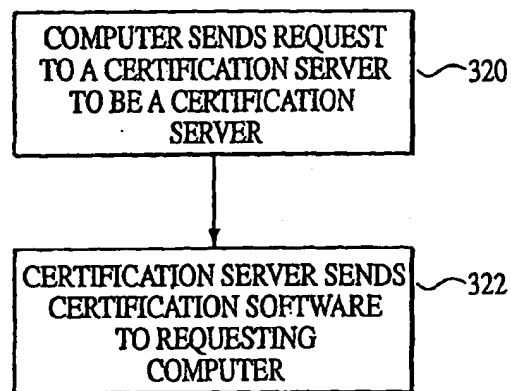 COMPUTER SENDS REQUEST
TO A CERTIFICATION SERVER
TO BE A CERTIFICATION
SERVER
320
CERTIFICATION SERVER SENDS
CERTIFICATION SOFTWARE
TO REQUESTING
COMPUTER
322